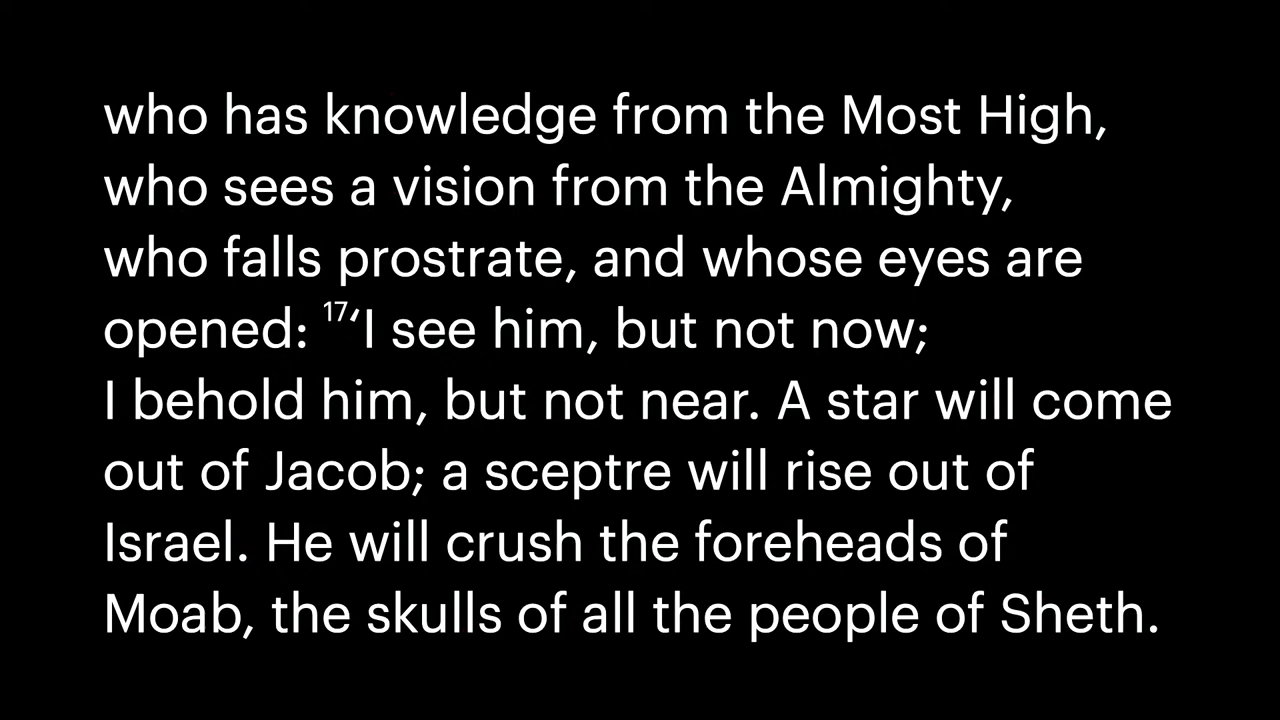 who has knowledge from the Most High,
who sees a vision from the Almighty,
who falls prostrate, and whose eyes are
opened: ¹⁷‘I see him, but not now;
I behold him, but not near. A star will come
out of Jacob; a sceptre will rise out of
Israel. He will crush the foreheads of
Moab, the skulls of all the people of Sheth.